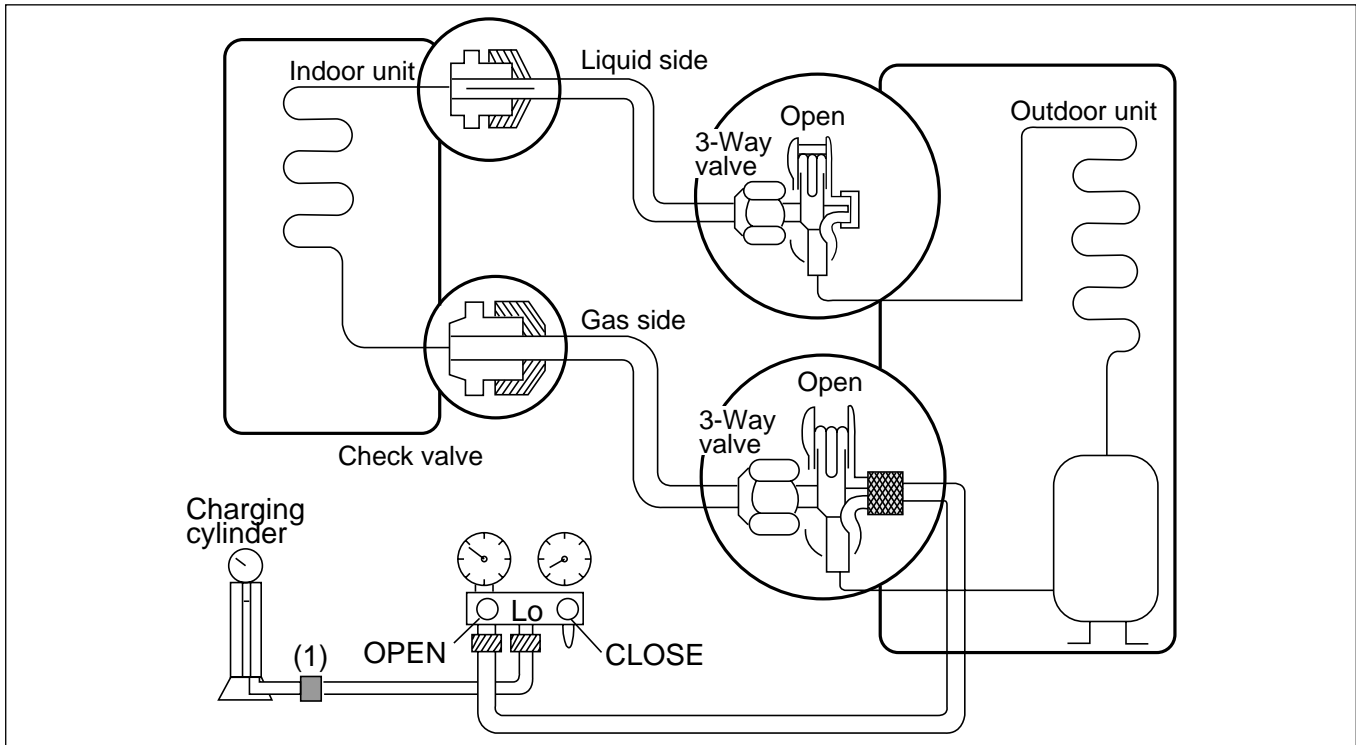 Indoor unit
Liquid side
Open
3-Way
valve
Outdoor unit
Gas side
Open
3-Way
valve
Check valve
Charging
cylinder
Lo
(1)
OPEN
CLOSE